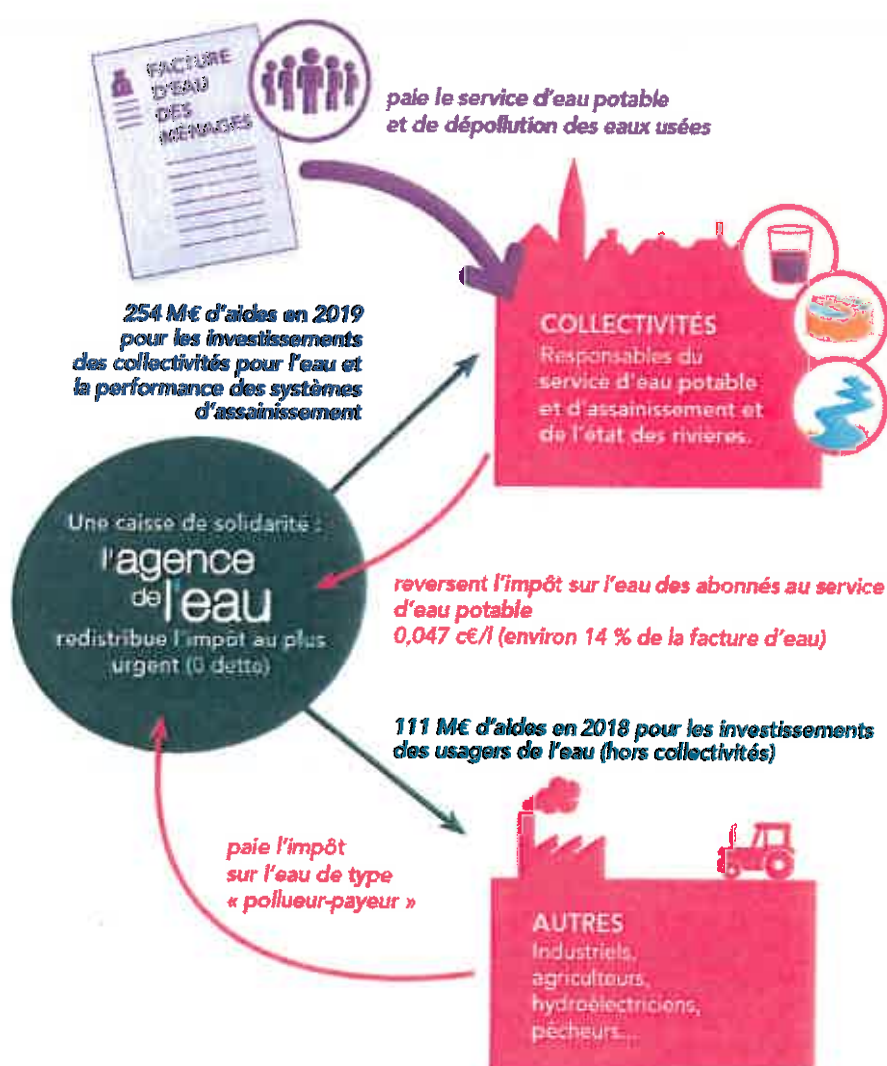 FACTURE
D'EAU
DES
MÉNAGES
paie le service d'eau potable
et de dépollution des eaux usées
254 M€ d'aides en 2019
pour les investissements
des collectivités pour l'eau et
la performance des systèmes
d'assainissement
COLLECTIVITÉS
Responsables du
service d'eau potable
et d'assainissement et
de l'état des rivières.
Une caisse de solidarité :
l'agence
de l'eau
redistribue l'impôt au plus
urgent (0 dette)
reversent l'impôt sur l'eau des abonnés au service
d'eau potable
0,047 c€/l (environ 14 % de la facture d'eau)
111 M€ d'aides en 2018 pour les investissements
des usagers de l'eau (hors collectivités)
paie l'impôt
sur l'eau de type
« pollueur-payeur »
AUTRES
Industriels,
agriculteurs,
hydroélectriciens,
pêcheurs...